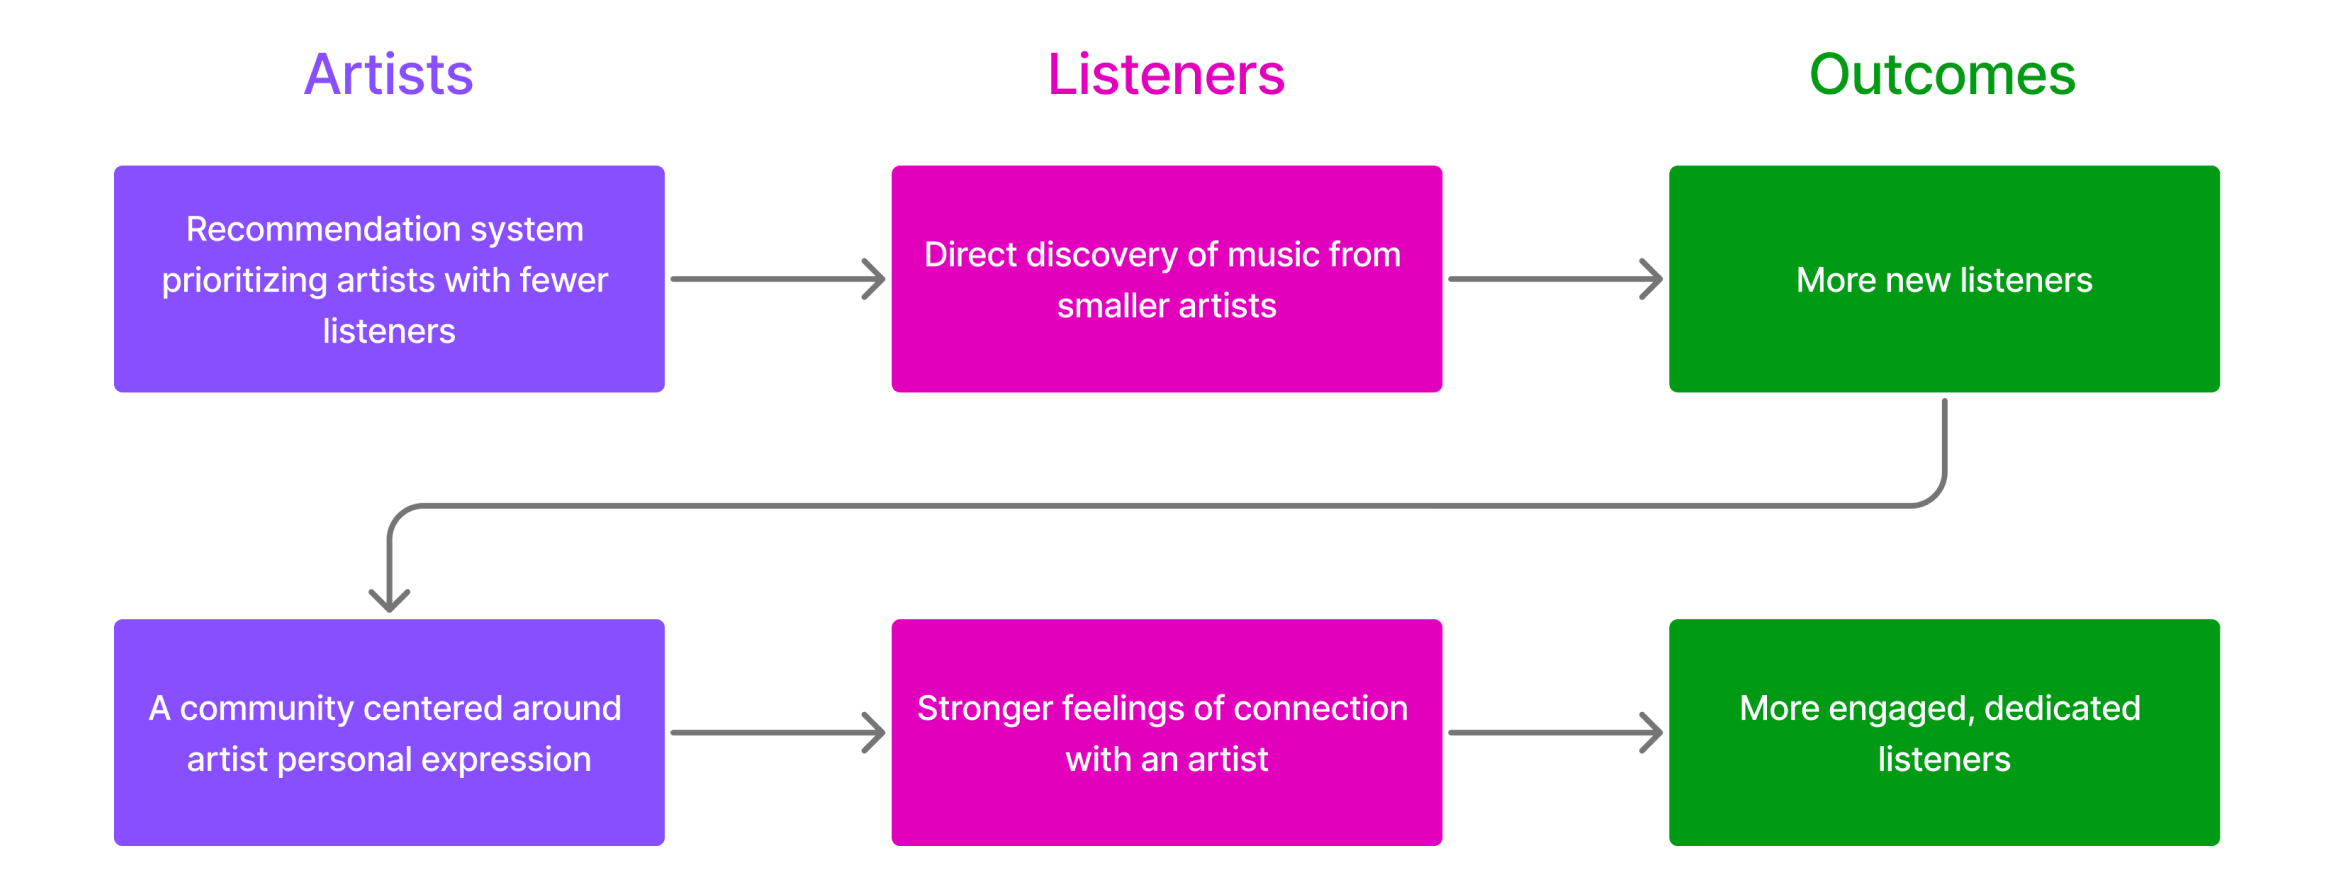 Artists
Listeners
Outcomes
Recommendation system
prioritizing artists with fewer
listeners
Direct discovery of music from
smaller artists
More new listeners
A community centered around
artist personal expression
Stronger feelings of connection
with an artist
More engaged, dedicated
listeners